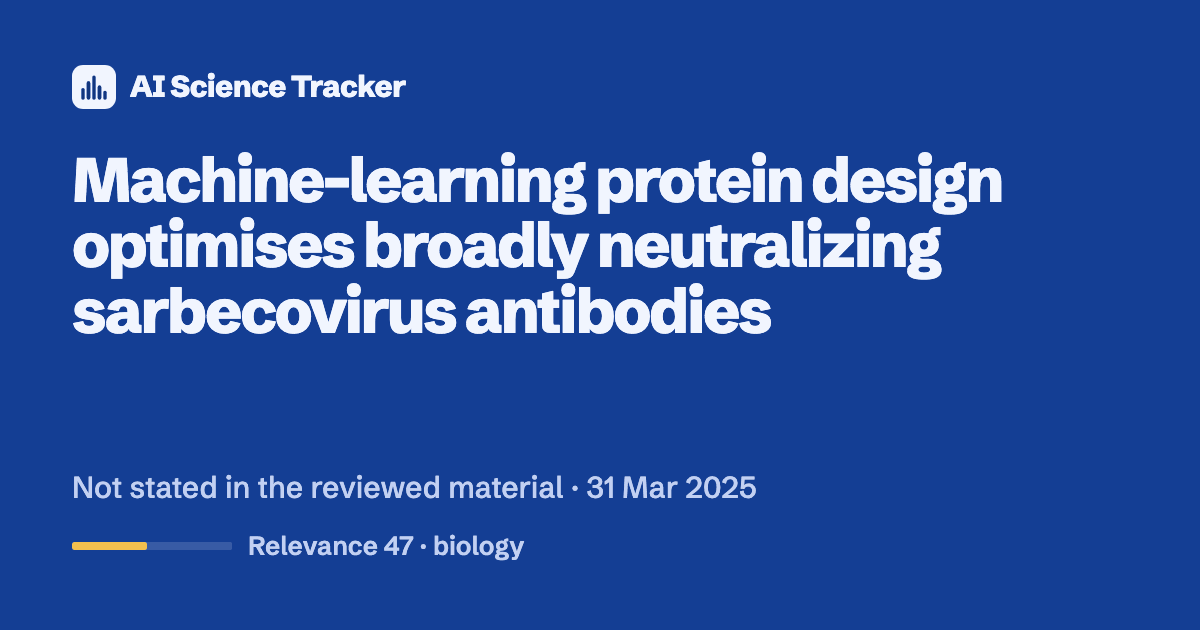 AI Science Tracker
Machine-learning protein design
optimises broadly neutralizing
sarbecovirus antibodies
Not stated in the reviewed material · 31 Mar 2025
Relevance 47 · biology